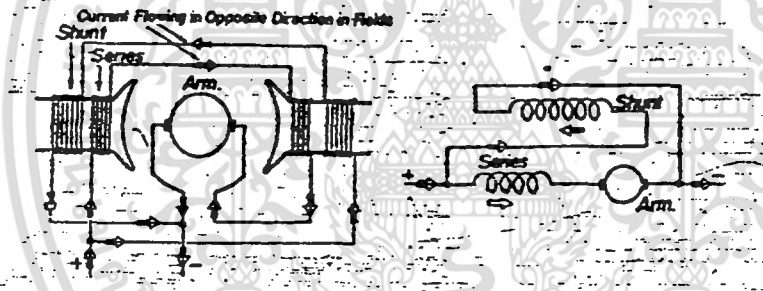 Current Flowing in Opposite Direction in Fields
Shunt
Series
Arm.
+
-
Shunt
+
Series
-
Arm.